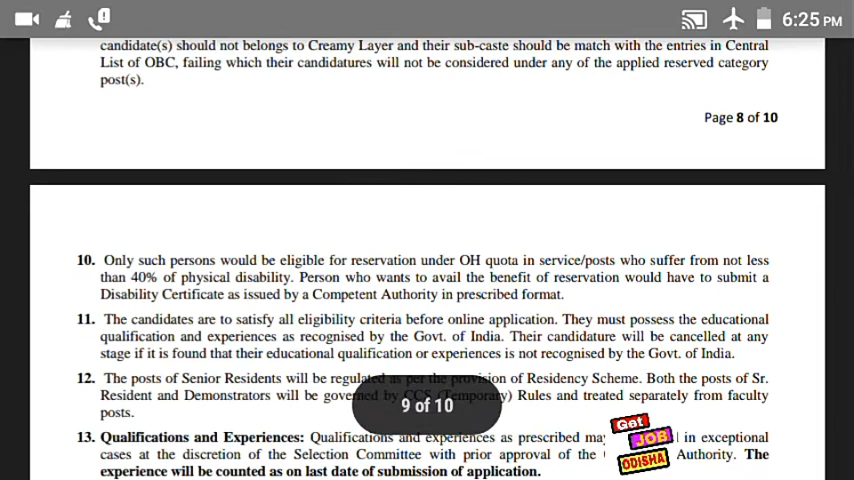 6:25 PM
candidate(s) should not belongs to Creamy Layer and their sub-caste should be match with the entries in Central
List of OBC, failing which their candidatures will not be considered under any of the applied reserved category
post(s).
Page 8 of 10
10. Only such persons would be eligible for reservation under OH quota in service/posts who suffer from not less
than 40% of physical disability. Person who wants to avail the benefit of reservation would have to submit a
Disability Certificate as issued by a Competent Authority in prescribed format.
11. The candidates are to satisfy all eligibility criteria before online application. They must possess the educational
qualification and experiences as recognised by the Govt. of India. Their candidature will be cancelled at any
stage if it is found that their educational qualification or experiences is not recognised by the Govt. of India.
12. The posts of Senior Residents will be regulated as per the provision of Residency Scheme. Both the posts of Sr.
Resident and Demonstrators will be governed by CCS (Temporary) Rules and treated separately from faculty
posts.
9 of 10
13. Qualifications and Experiences: Qualifications and experiences as prescribed may in exceptional
cases at the discretion of the Selection Committee with prior approval of the Authority. The
experience will be counted as on last date of submission of application.
Get
JOB
ODISHA